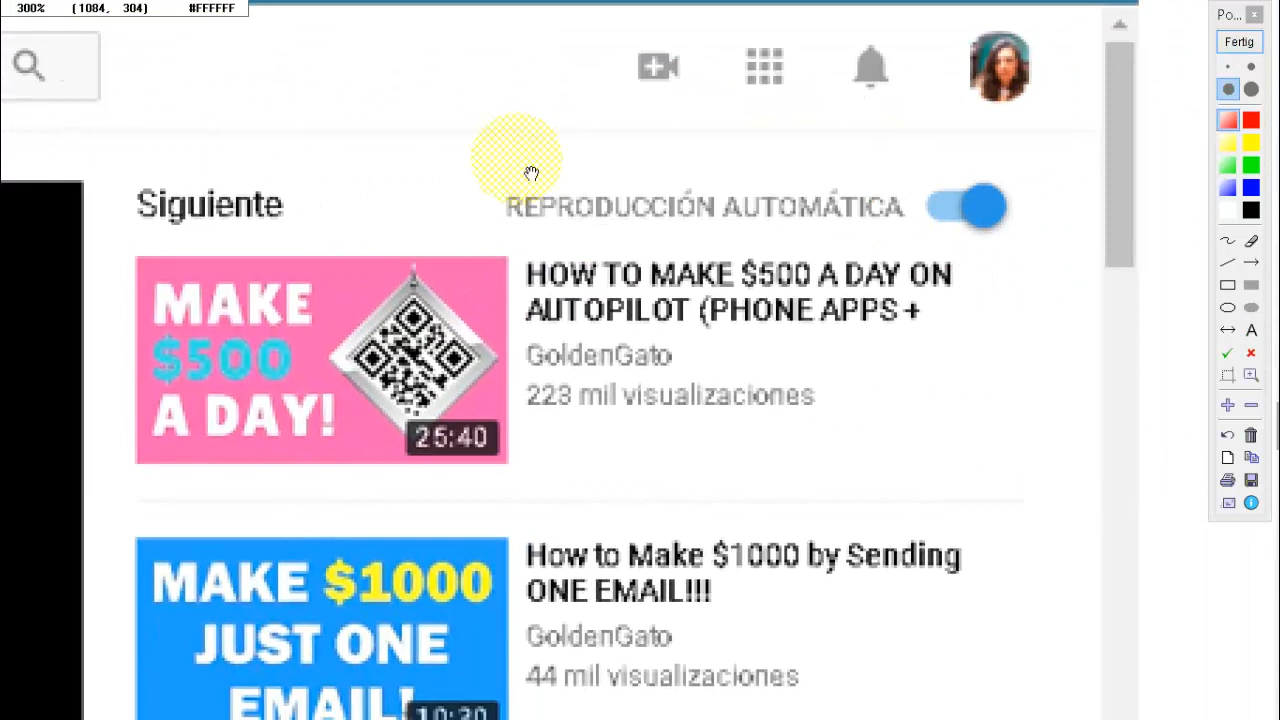 300% (1084, 304) #FFFFFF
Po...
Fertig
Siguiente
REPRODUCCIÓN AUTOMÁTICA
MAKE
$500
A DAY!
25:40
HOW TO MAKE $500 A DAY ON
AUTOPILOT (PHONE APPS +
GoldenGato
223 mil visualizaciones
MAKE $1000
JUST ONE
EMAIL!
10:20
How to Make $1000 by Sending
ONE EMAIL!!!
GoldenGato
44 mil visualizaciones
A